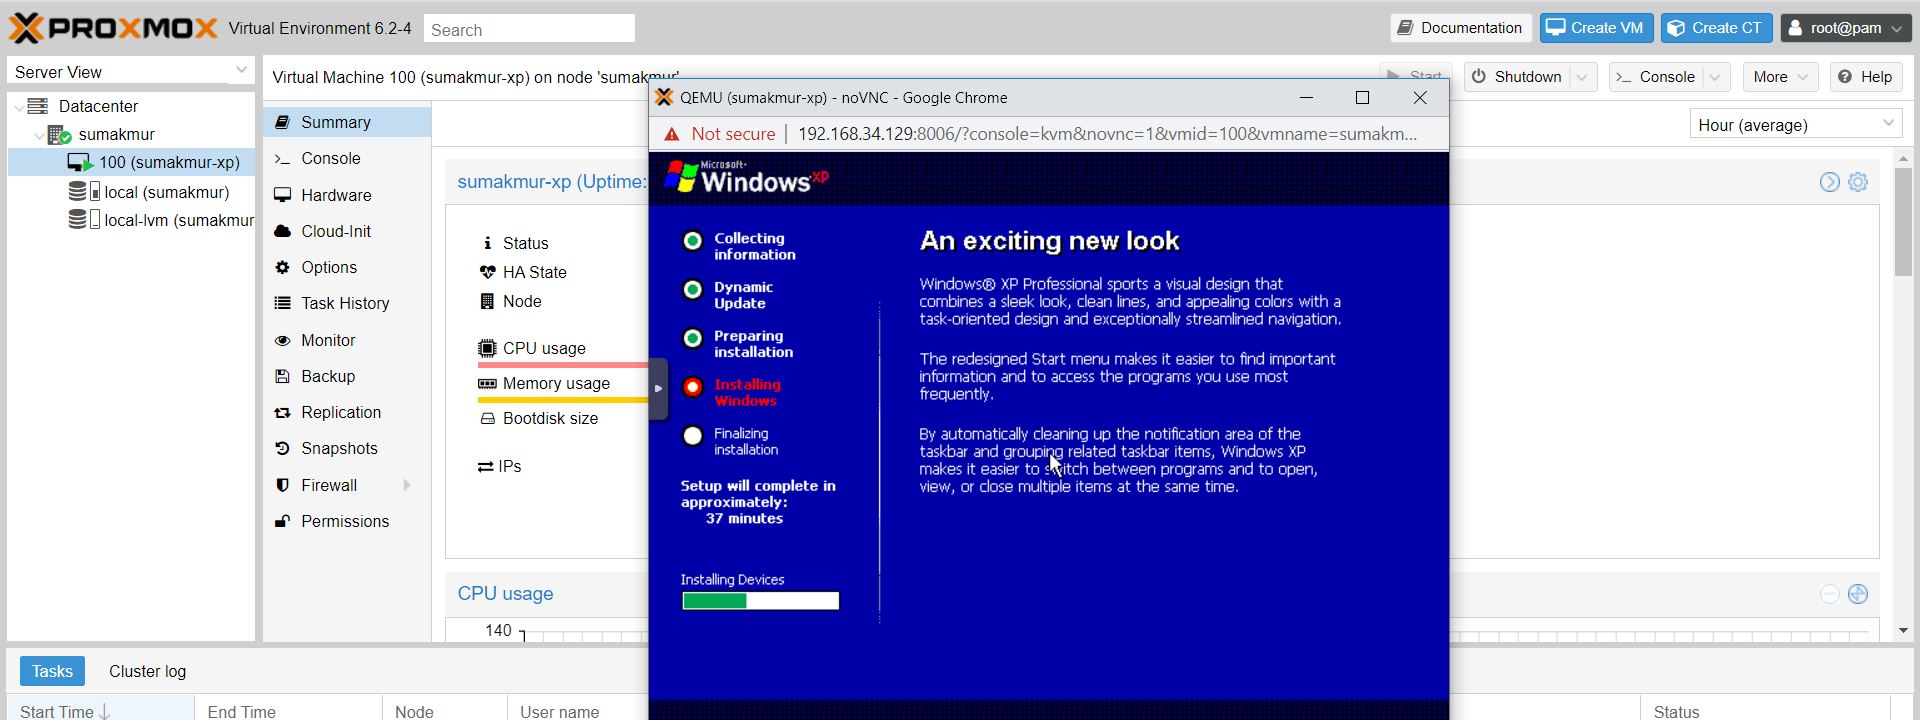 PROXMOX
Virtual Environment 6.2-4
Search
Documentation
Create VM
Create CT
root@pam
Server View
Datacenter
sumakmur
100 (sumakmur-xp)
local (sumakmur)
local-lvm (sumakmur
Virtual Machine 100 (sumakmur-xp) on node 'sumakmur'
Start
Shutdown
Console
More
Help
Summary
Console
Hardware
Cloud-Init
Options
Task History
Monitor
Backup
Replication
Snapshots
Firewall
Permissions
Hour (average)
sumakmur-xp (Uptime:
Status
HA State
Node
CPU usage
Memory usage
Bootdisk size
IPs
CPU usage
140
QEMU (sumakmur-xp) - noVNC - Google Chrome
Not secure
192.168.34.129:8006/?console=kvm&novnc=1&vmid=100&vmname=sumakm...
Microsoft
Windows xp
Collecting
information
Dynamic
Update
Preparing
installation
Installing
Windows
Finalizing
installation
Setup will complete in
approximately:
37 minutes
Installing Devices
An exciting new look
Windows® XP Professional sports a visual design that
combines a sleek look, clean lines, and appealing colors with a
task-oriented design and exceptionally streamlined navigation.
The redesigned Start menu makes it easier to find important
information and to access the programs you use most
frequently.
By automatically cleaning up the notification area of the
taskbar and grouping related taskbar items, Windows XP
makes it easier to switch between programs and to open,
view, or close multiple items at the same time.
Tasks
Cluster log
Start Time
End Time
Node
User name
Status